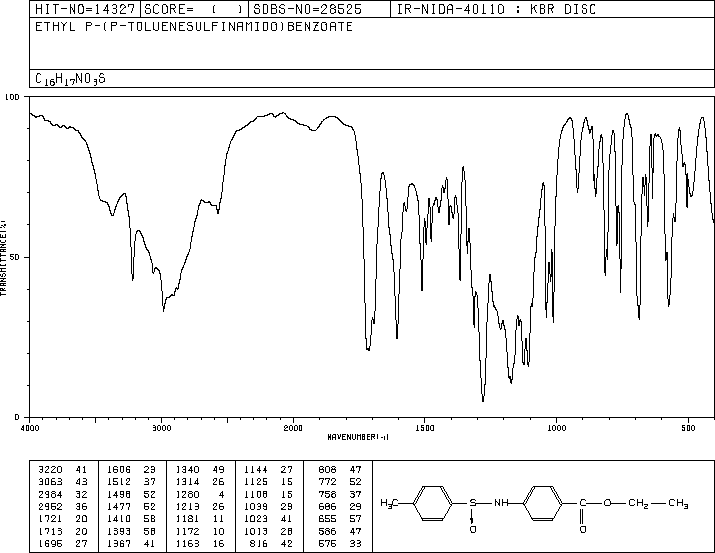 HIT-NO=14327 SCORE= ( ) SDBS-NO=28525 IR-NIDA-40110 : KBR DISC
ETHYL P-(P-TOLUENESULFINAMIDO)BENZOATE
C16H17NO3S
100
50
0
TRANSMITTANCE(%)
4000 3000 2000 1500 1000 500
WAVENUMBER(-1)
3220 41 1606 23 1340 49 1144 27 808 47
3063 43 1512 37 1314 26 1125 15 772 52
2984 32 1498 52 1280 4 1108 15 758 37
2952 36 1477 52 1213 26 1039 29 686 29
1721 20 1410 58 1181 11 1023 41 655 57
1713 20 1393 58 1172 10 1013 28 586 47
1695 27 1367 41 1163 16 816 42 575 33
H3C S NH C O CH2 CH3
O O